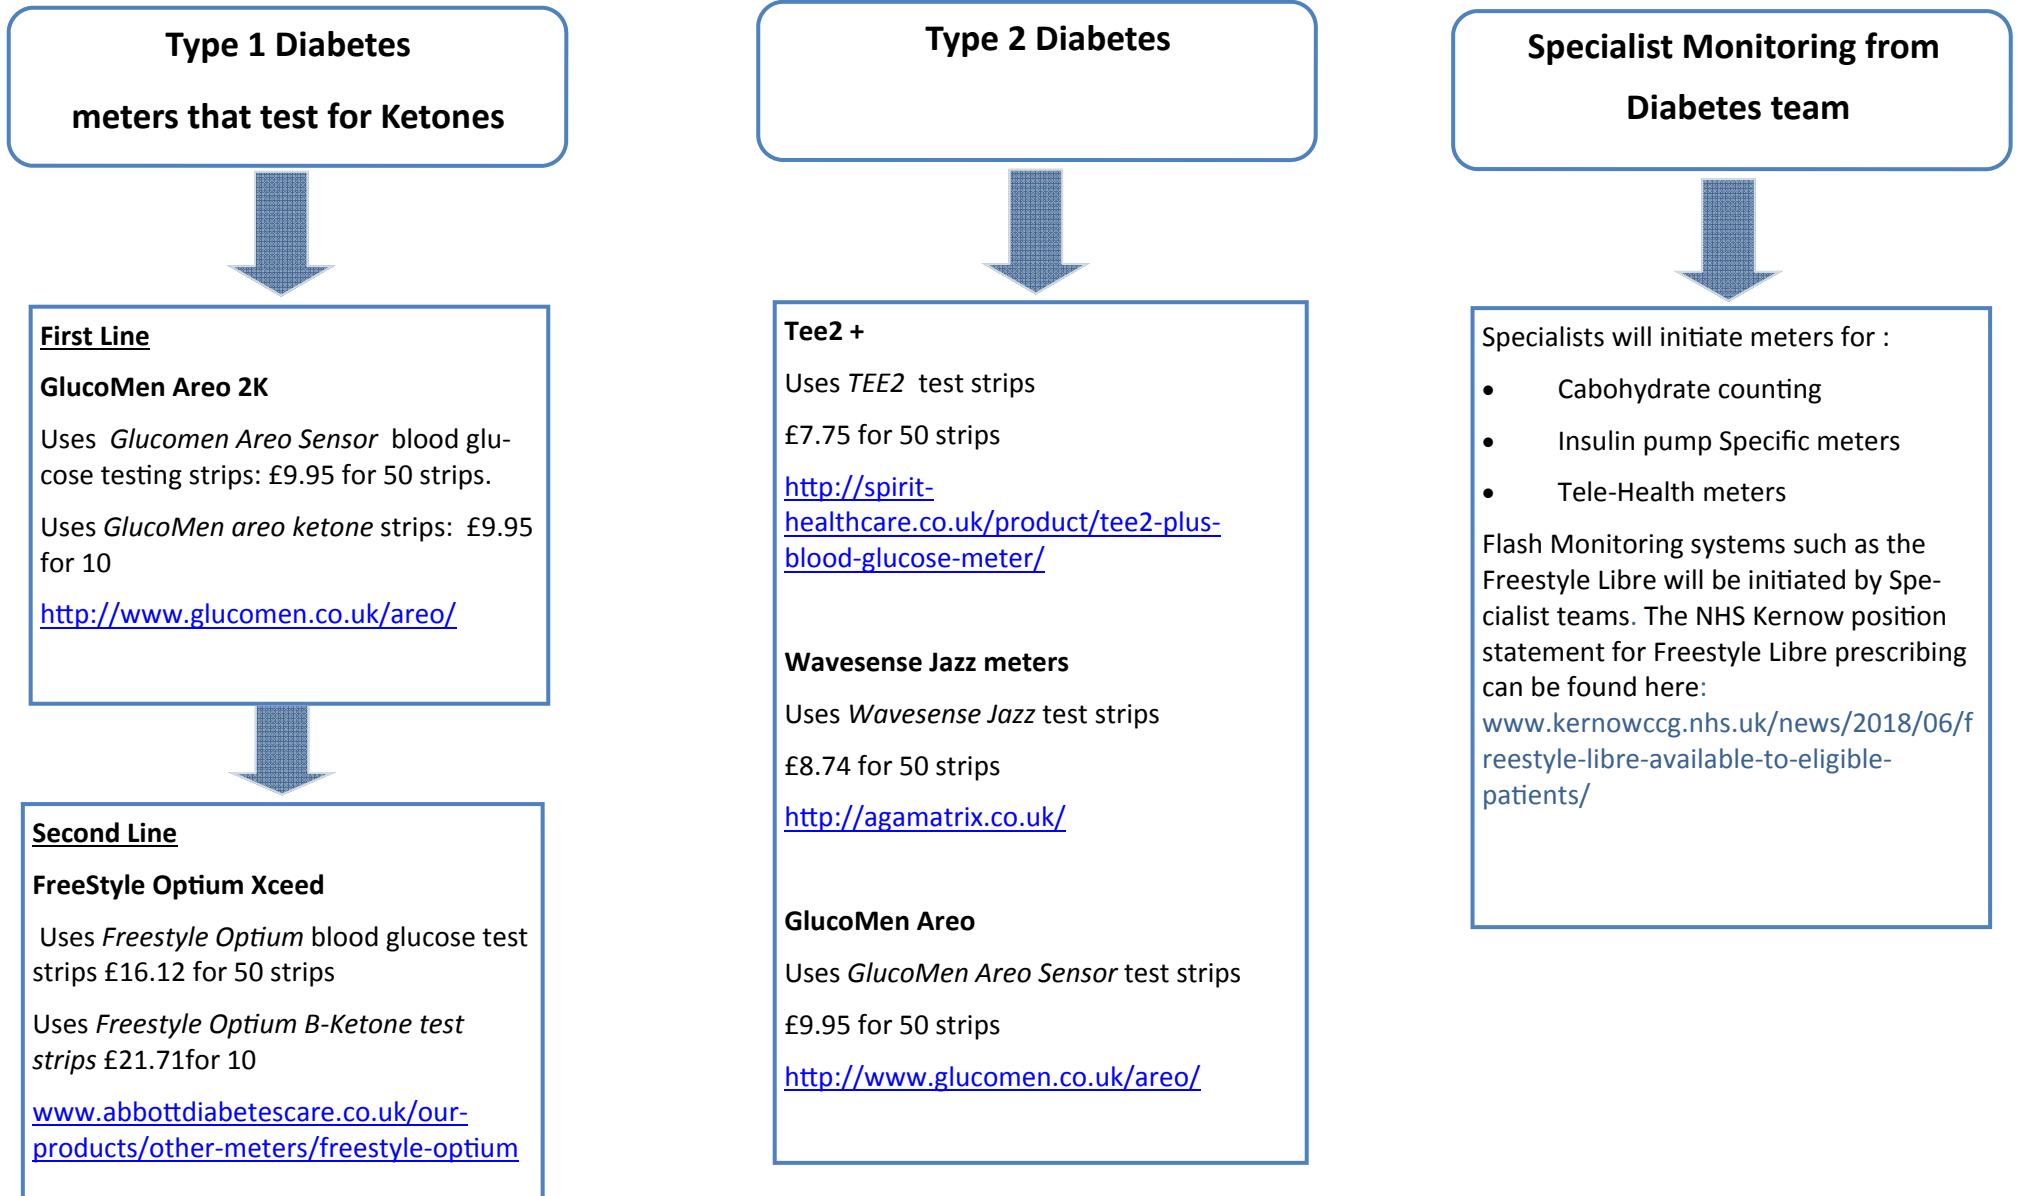 Type 1 Diabetes
meters that test for Ketones
First Line
GlucoMen Areo 2K
Uses Glucomen Areo Sensor blood glu-
cose testing strips: £9.95 for 50 strips.
Uses GlucoMen areo ketone strips: £9.95
for 10
http://www.glucomen.co.uk/areo/
Second Line
FreeStyle Optium Xceed
Uses Freestyle Optium blood glucose test
strips £16.12 for 50 strips
Uses Freestyle Optium B-Ketone test
strips £21.71for 10
www.abbottdiabetescare.co.uk/our-
products/other-meters/freestyle-optium
Type 2 Diabetes
Tee2 +
Uses TEE2 test strips
£7.75 for 50 strips
http://spirit-
healthcare.co.uk/product/tee2-plus-
blood-glucose-meter/
Wavesense Jazz meters
Uses Wavesense Jazz test strips
£8.74 for 50 strips
http://agamatrix.co.uk/
GlucoMen Areo
Uses GlucoMen Areo Sensor test strips
£9.95 for 50 strips
http://www.glucomen.co.uk/areo/
Specialist Monitoring from
Diabetes team
Specialists will initiate meters for :
• Cabohydrate counting
• Insulin pump Specific meters
• Tele-Health meters
Flash Monitoring systems such as the
Freestyle Libre will be initiated by Spe-
cialist teams. The NHS Kernow position
statement for Freestyle Libre prescribing
can be found here:
www.kernowccg.nhs.uk/news/2018/06/f
reestyle-libre-available-to-eligible-
patients/